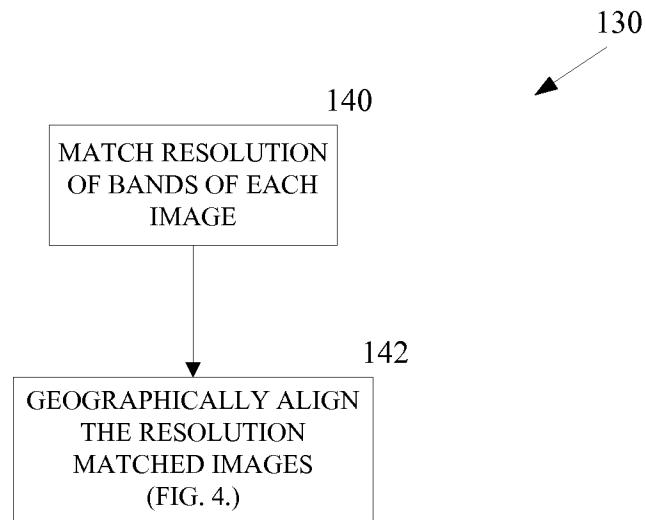 130
140
MATCH RESOLUTION
OF BANDS OF EACH
IMAGE
142
GEOGRAPHICALLY ALIGN
THE RESOLUTION
MATCHED IMAGES
(FIG. 4.)